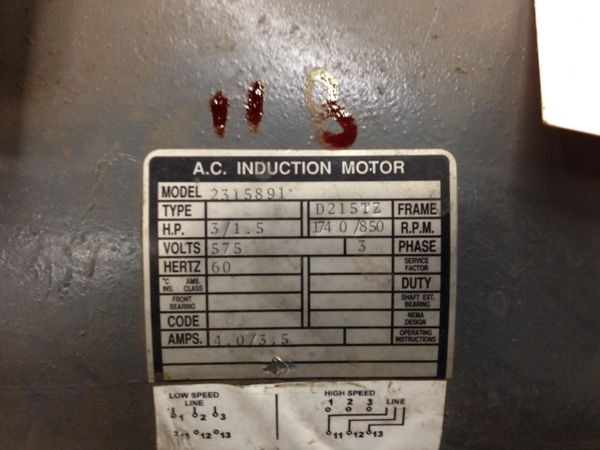 11 8
A.C. INDUCTION MOTOR
MODEL 2315891
TYPE D215TZ FRAME
H.P. 3/1.5 1740/850 R.P.M.
VOLTS 575 3 PHASE
HERTZ 60 SERVICE FACTOR
°C AMB. INS. CLASS DUTY
FRONT BEARING SHAFT EXT. BEARING
CODE NEMA DESIGN
AMPS. 4.0/3.5 OPERATING INSTRUCTIONS
LOW SPEED HIGH SPEED
LINE 1 2 3 LINE
1 2 3
11 12 13 11 12 13